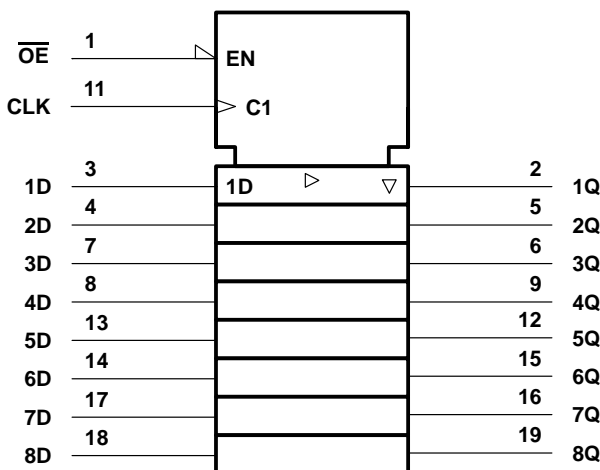 OE 1 EN
CLK 11 C1
1D 3 1D 2 1Q
2D 4 5 2Q
3D 7 6 3Q
4D 8 9 4Q
5D 13 12 5Q
6D 14 15 6Q
7D 17 16 7Q
8D 18 19 8Q